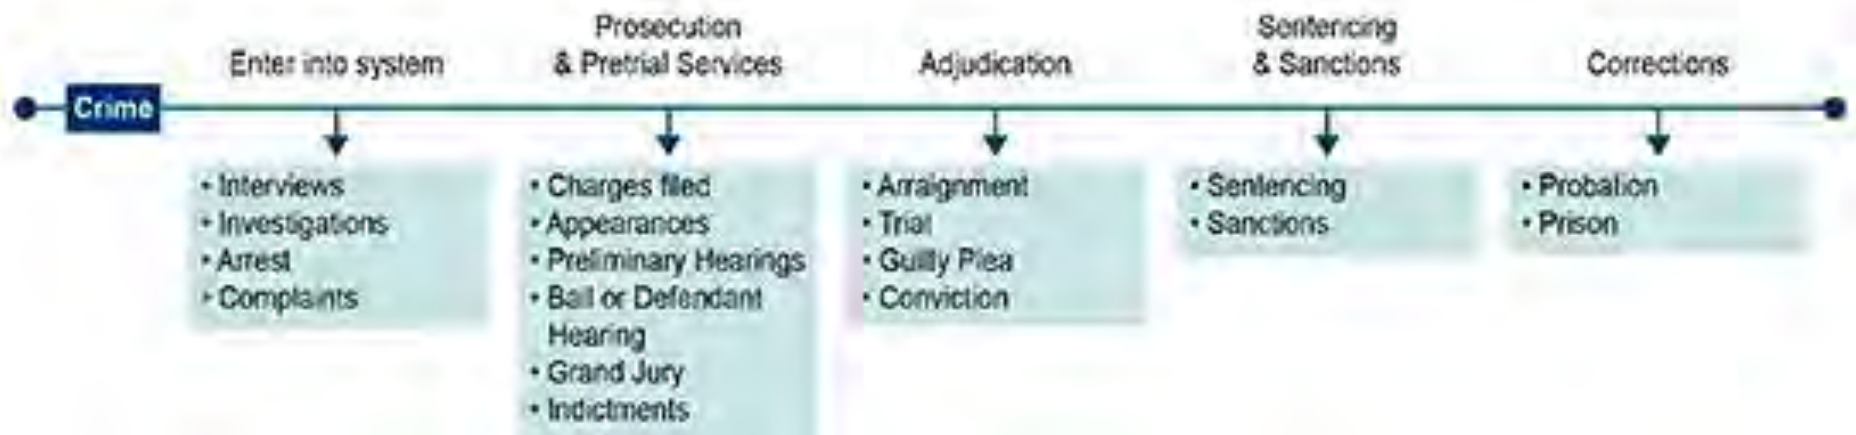 Crime
Enter into system
• Interviews
• Investigations
• Arrest
• Complaints
Prosecution
& Pretrial Services
• Charges filed
• Appearances
• Preliminary Hearings
• Bail or Defendant
Hearing
• Grand Jury
• Indictments
Adjudication
• Arraignment
• Trial
• Guilty Plea
• Conviction
Sentencing
& Sanctions
• Sentencing
• Sanctions
Corrections
• Probation
• Prison